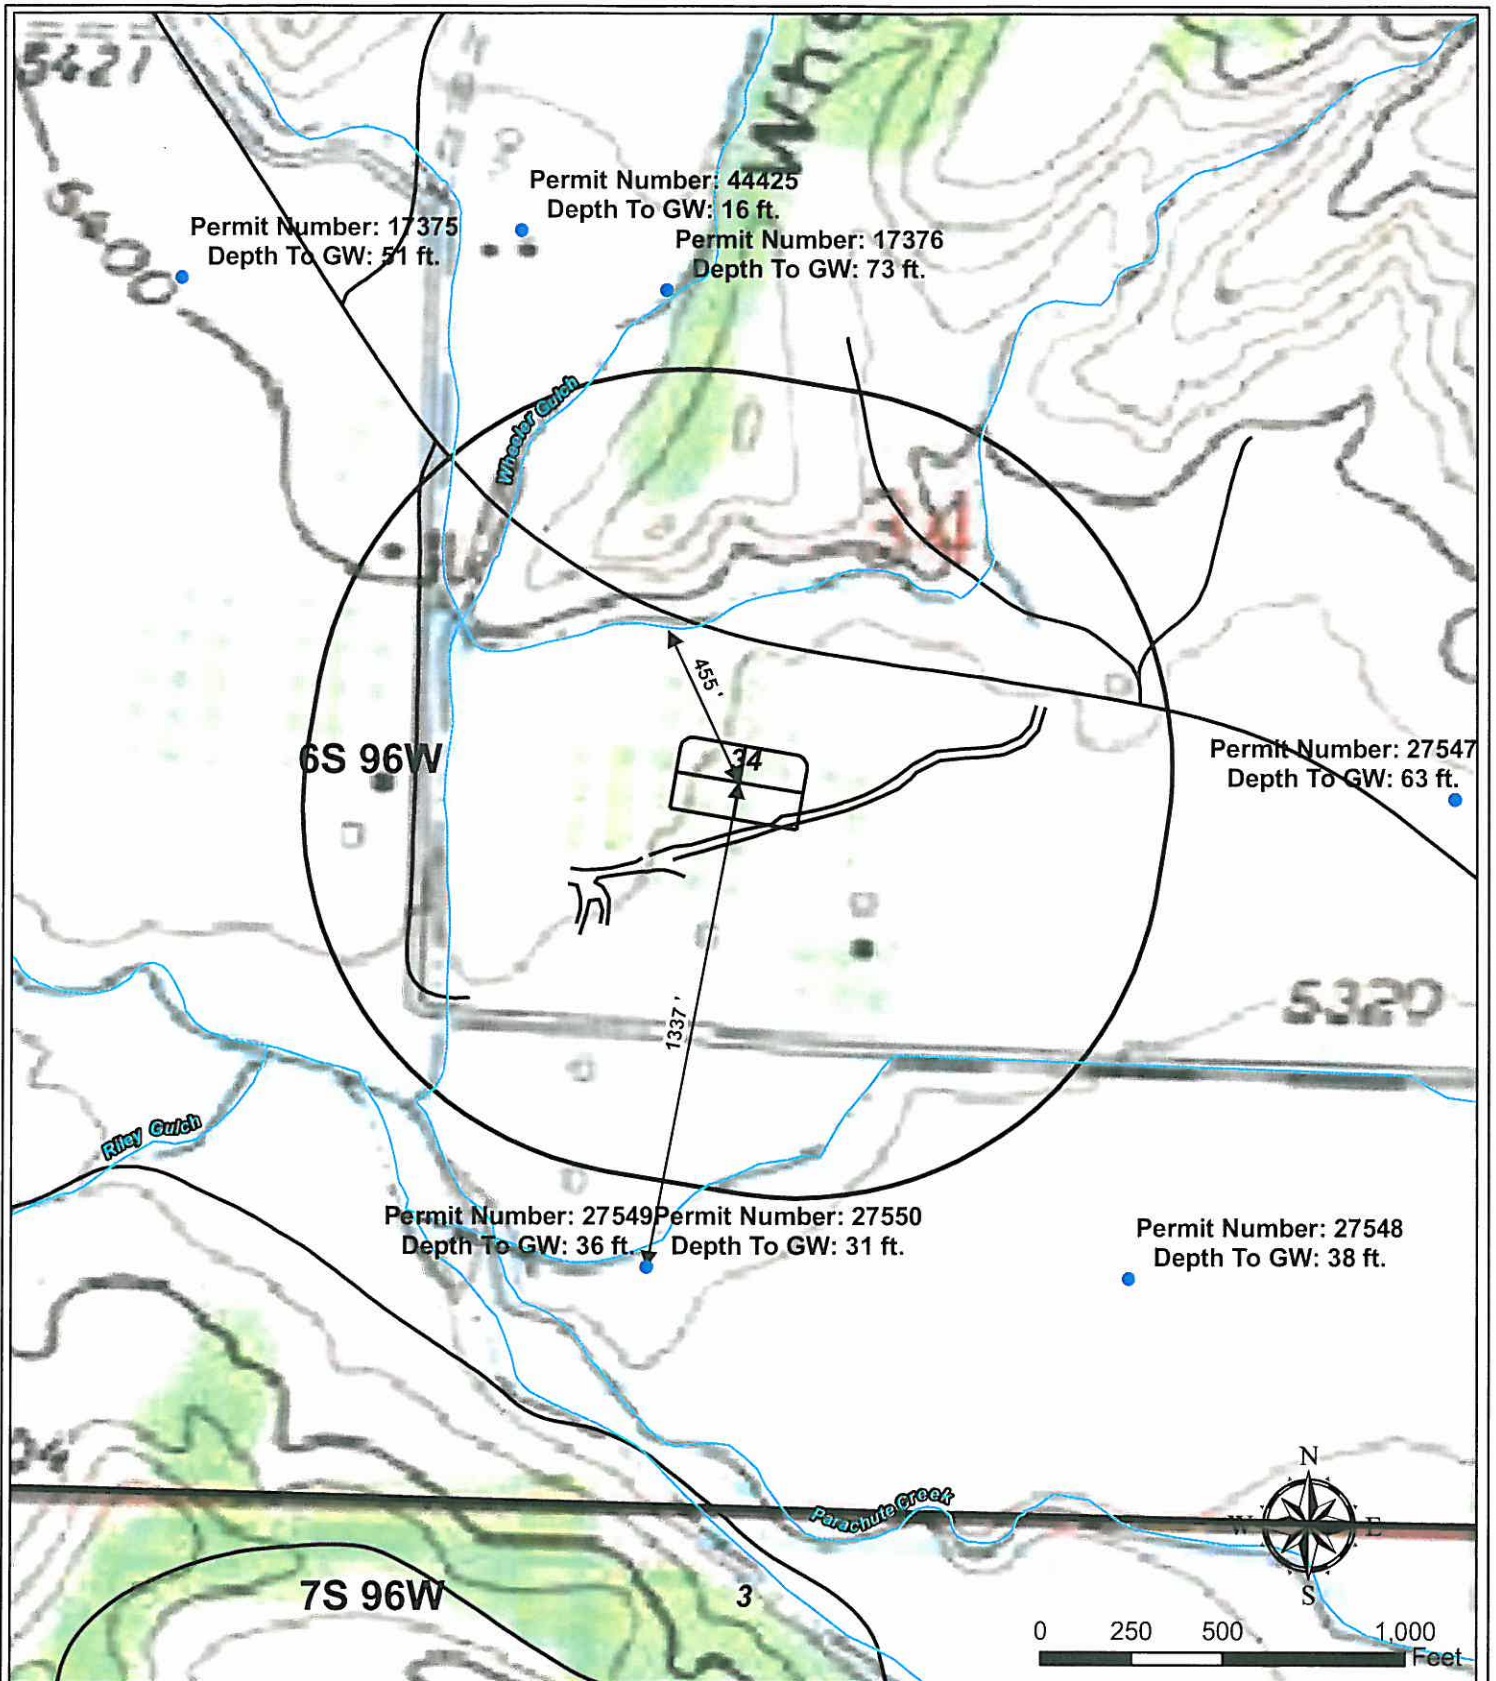 5421
Whe
Permit Number: 44425
Depth To GW: 16 ft.
5400
Permit Number: 17375
Depth To GW: 51 ft.
Permit Number: 17376
Depth To GW: 73 ft.
Wheeler Gulch
34
455 '
6S 96W
34
Permit Number: 27547
Depth To GW: 63 ft.
5320
1337 '
Riley Gulch
Permit Number: 27549
Depth To GW: 36 ft.
Permit Number: 27550
Depth To GW: 31 ft.
Permit Number: 27548
Depth To GW: 38 ft.
04
Parachute Creek
N
W E
S
7S 96W
3
0 250 500 1,000
Feet